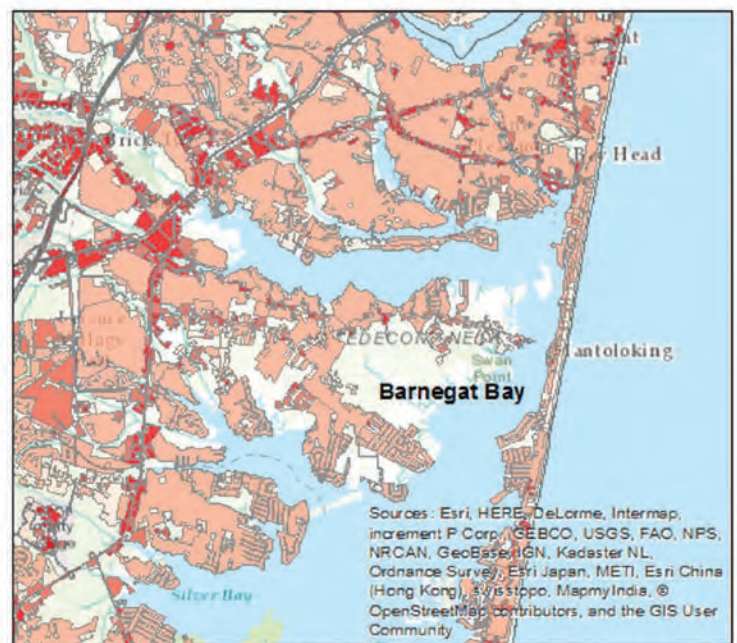 Brick
Bay Head
Mantoloking
Swan
Point
Barnegat Bay
Silver Bay
Sources: Esri, HERE, DeLorme, Intermap,
increment P Corp., GEBCO, USGS, FAO, NPS,
NRCAN, GeoBase, IGN, Kadaster NL,
Ordnance Survey, Esri Japan, METI, Esri China
(Hong Kong), swisstopo, MapmyIndia, ©
OpenStreetMap contributors, and the GIS User
Community